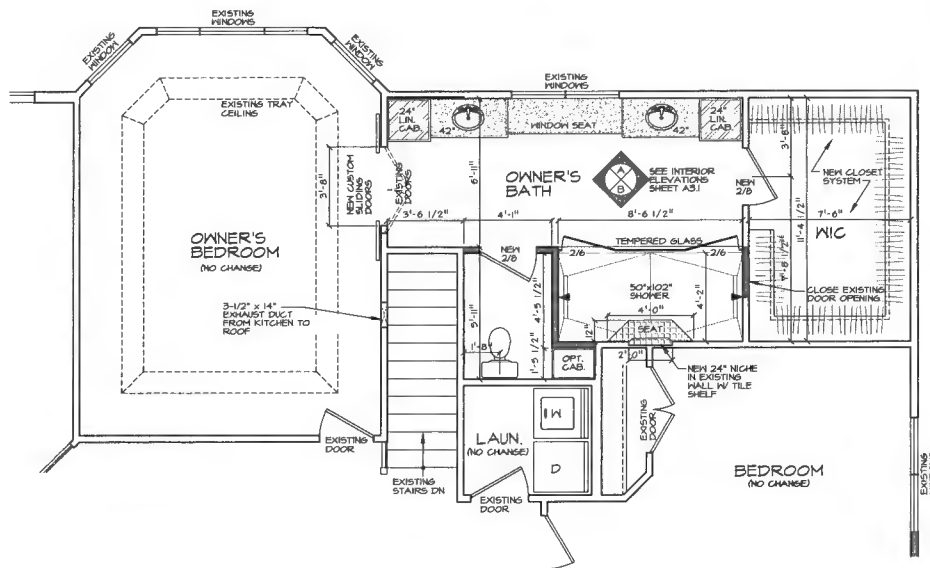 EXISTING
WINDOWS
EXISTING
WINDOW
EXISTING
WINDOW
EXISTING TRAY
CEILING
EXISTING
WINDOWS
24"
LIN.
CAB.
42"
WINDOW SEAT
42"
24"
LIN.
CAB.
3'-8"
NEW CUSTOM
SLIDING
DOORS
EXISTING
DOORS
6'-11"
OWNER'S
BATH
A
B
SEE INTERIOR
ELEVATIONS
SHEET A3.1
NEW
2/8
3'-8"
11'-4 1/2"
NEW CLOSET
SYSTEM
7'-6"
WIC
7'-8 1/2"
3'-6 1/2"
4'-1"
8'-6 1/2"
OWNER'S
BEDROOM
(NO CHANGE)
NEW
2/8
TEMPERED GLASS
2/6
2/6
50"x102"
SHOWER
4'-0"
4'-2"
SEAT
12"
CLOSE EXISTING
DOOR OPENING
3-1/2" x 14"
EXHAUST DUCT
FROM KITCHEN TO
ROOF
5'-11"
4'-5 1/2"
1'-8"
1'-5 1/2"
OPT.
CAB.
2'-0"
NEW 24" NICHE
IN EXISTING
WALL W/ TILE
SHELF
EXISTING
DOOR
W
LAUN.
(NO CHANGE)
D
EXISTING
DOOR
EXISTING
STAIRS DN
EXISTING
DOOR
BEDROOM
(NO CHANGE)
EXISTING